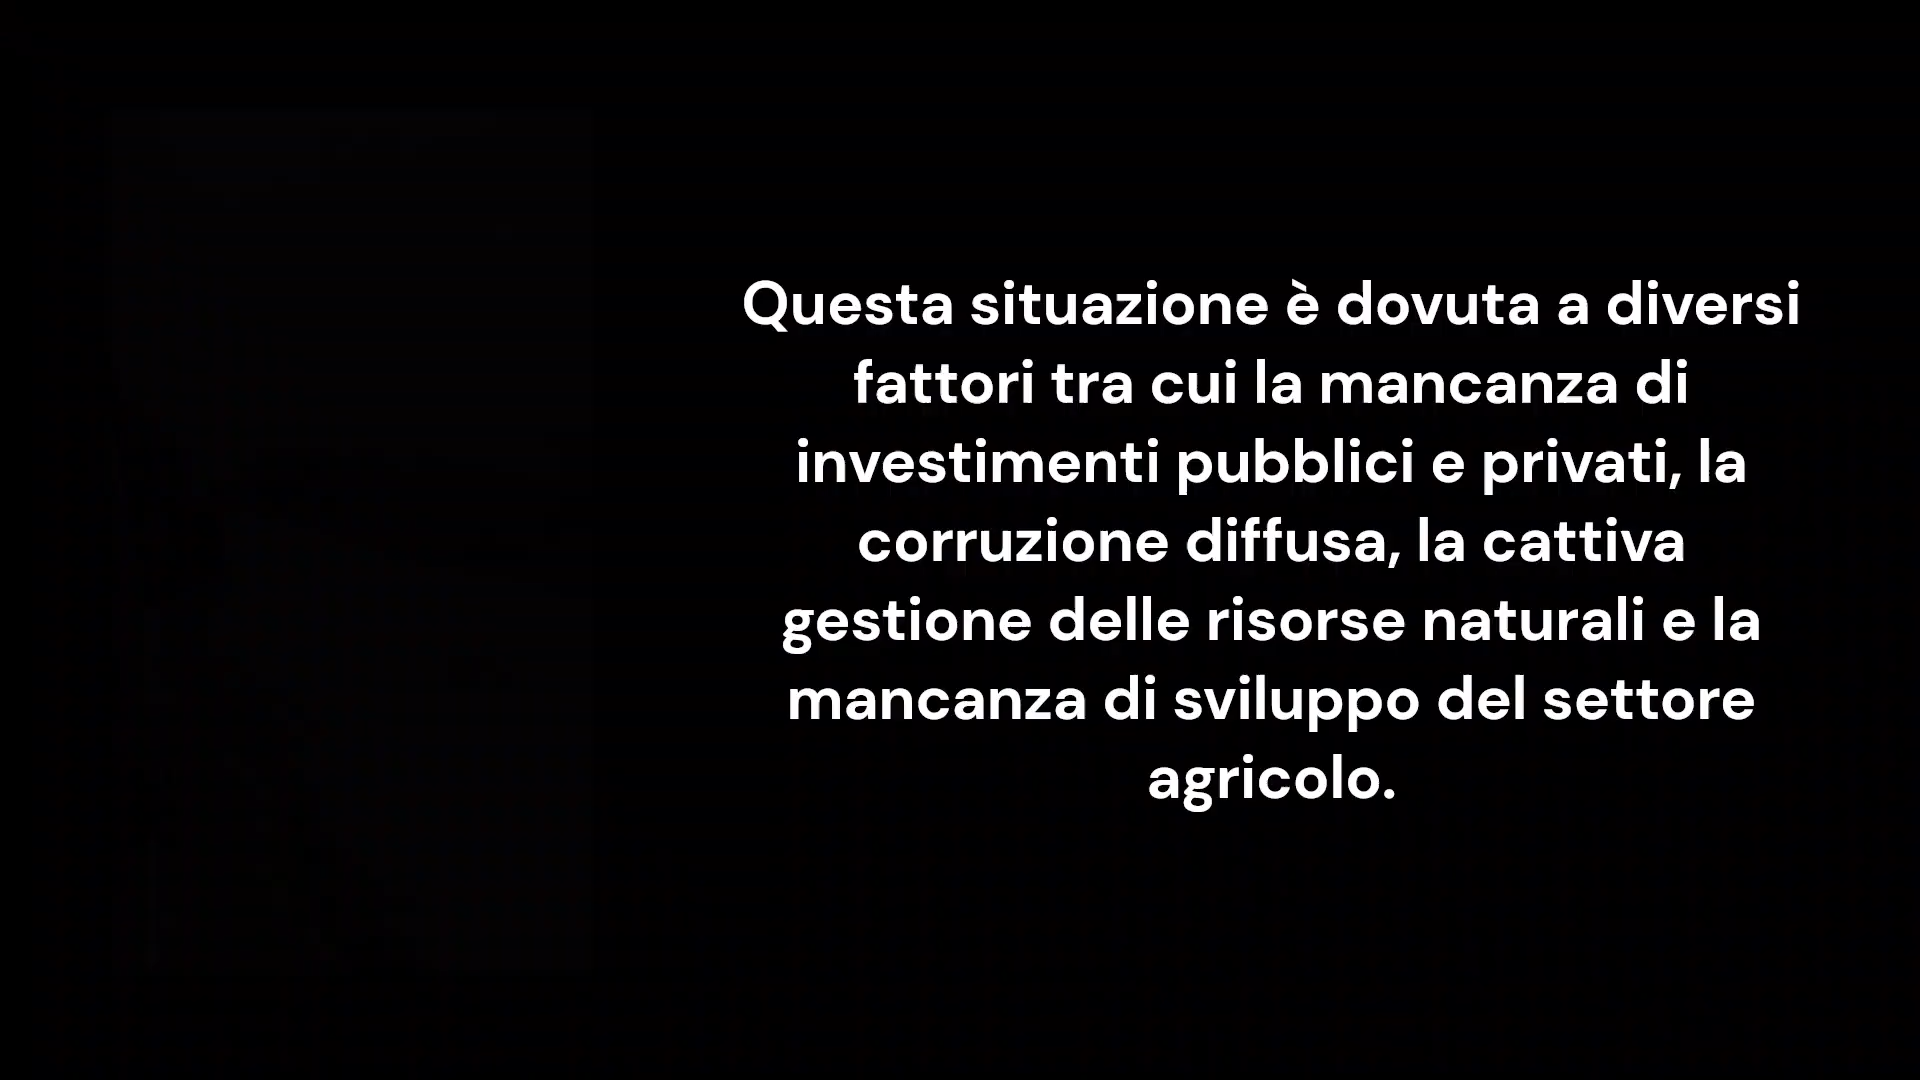 Questa situazione è dovuta a diversi
fattori tra cui la mancanza di
investimenti pubblici e privati, la
corruzione diffusa, la cattiva
gestione delle risorse naturali e la
mancanza di sviluppo del settore
agricolo.